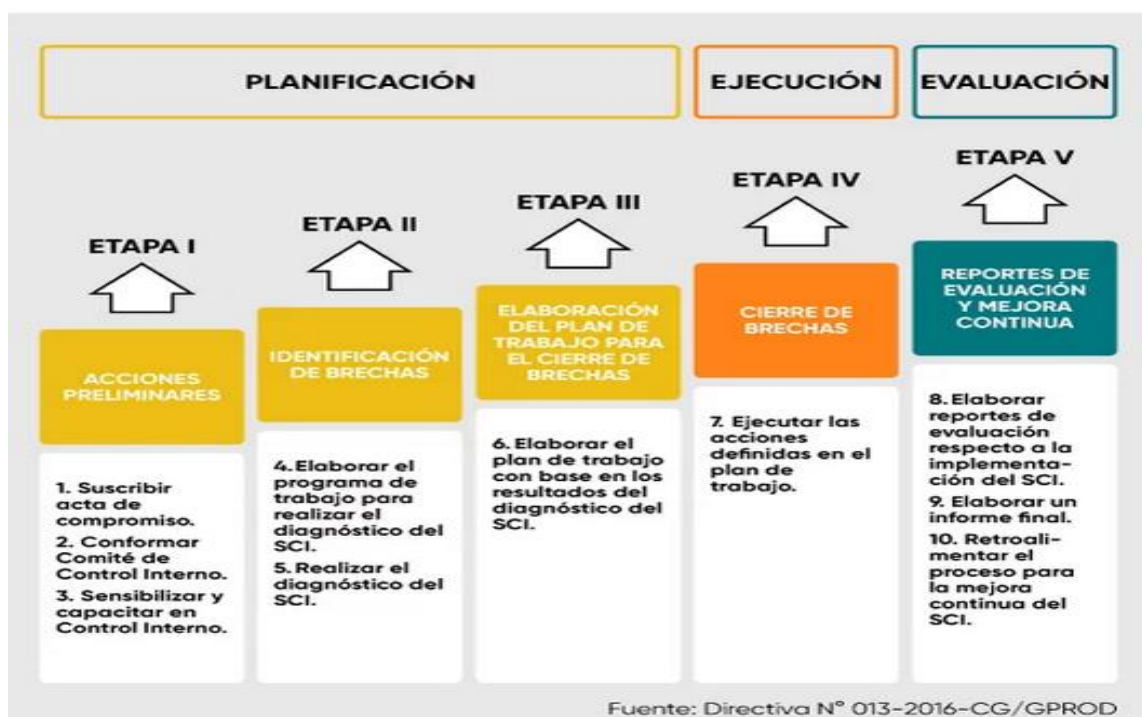 PLANIFICACIÓN
EJECUCIÓN
EVALUACIÓN
ETAPA I
ACCIONES
PRELIMINARES
1. Suscribir
acta de
compromiso.
2. Conformar
Comité de
Control Interno.
3. Sensibilizar y
capacitar en
Control Interno.
ETAPA II
IDENTIFICACIÓN
DE BRECHAS
4. Elaborar el
programa de
trabajo para
realizar el
diagnóstico del
SCI.
5. Realizar el
diagnóstico del
SCI.
ETAPA III
ELABORACIÓN
DEL PLAN DE
TRABAJO PARA
EL CIERRE DE
BRECHAS
6. Elaborar el
plan de trabajo
con base en los
resultados del
diagnóstico del
SCI.
ETAPA IV
CIERRE DE
BRECHAS
7. Ejecutar las
acciones
definidas en el
plan de
trabajo.
ETAPA V
REPORTES DE
EVALUACIÓN
Y MEJORA
CONTINUA
8. Elaborar
reportes de
evaluación
respecto a la
implementa-
ción del SCI.
9. Elaborar un
informe final.
10. Retroali-
mentar el
proceso para
la mejora
continua del
SCI.
Fuente: Directiva N° 013-2016-CG/GPROD